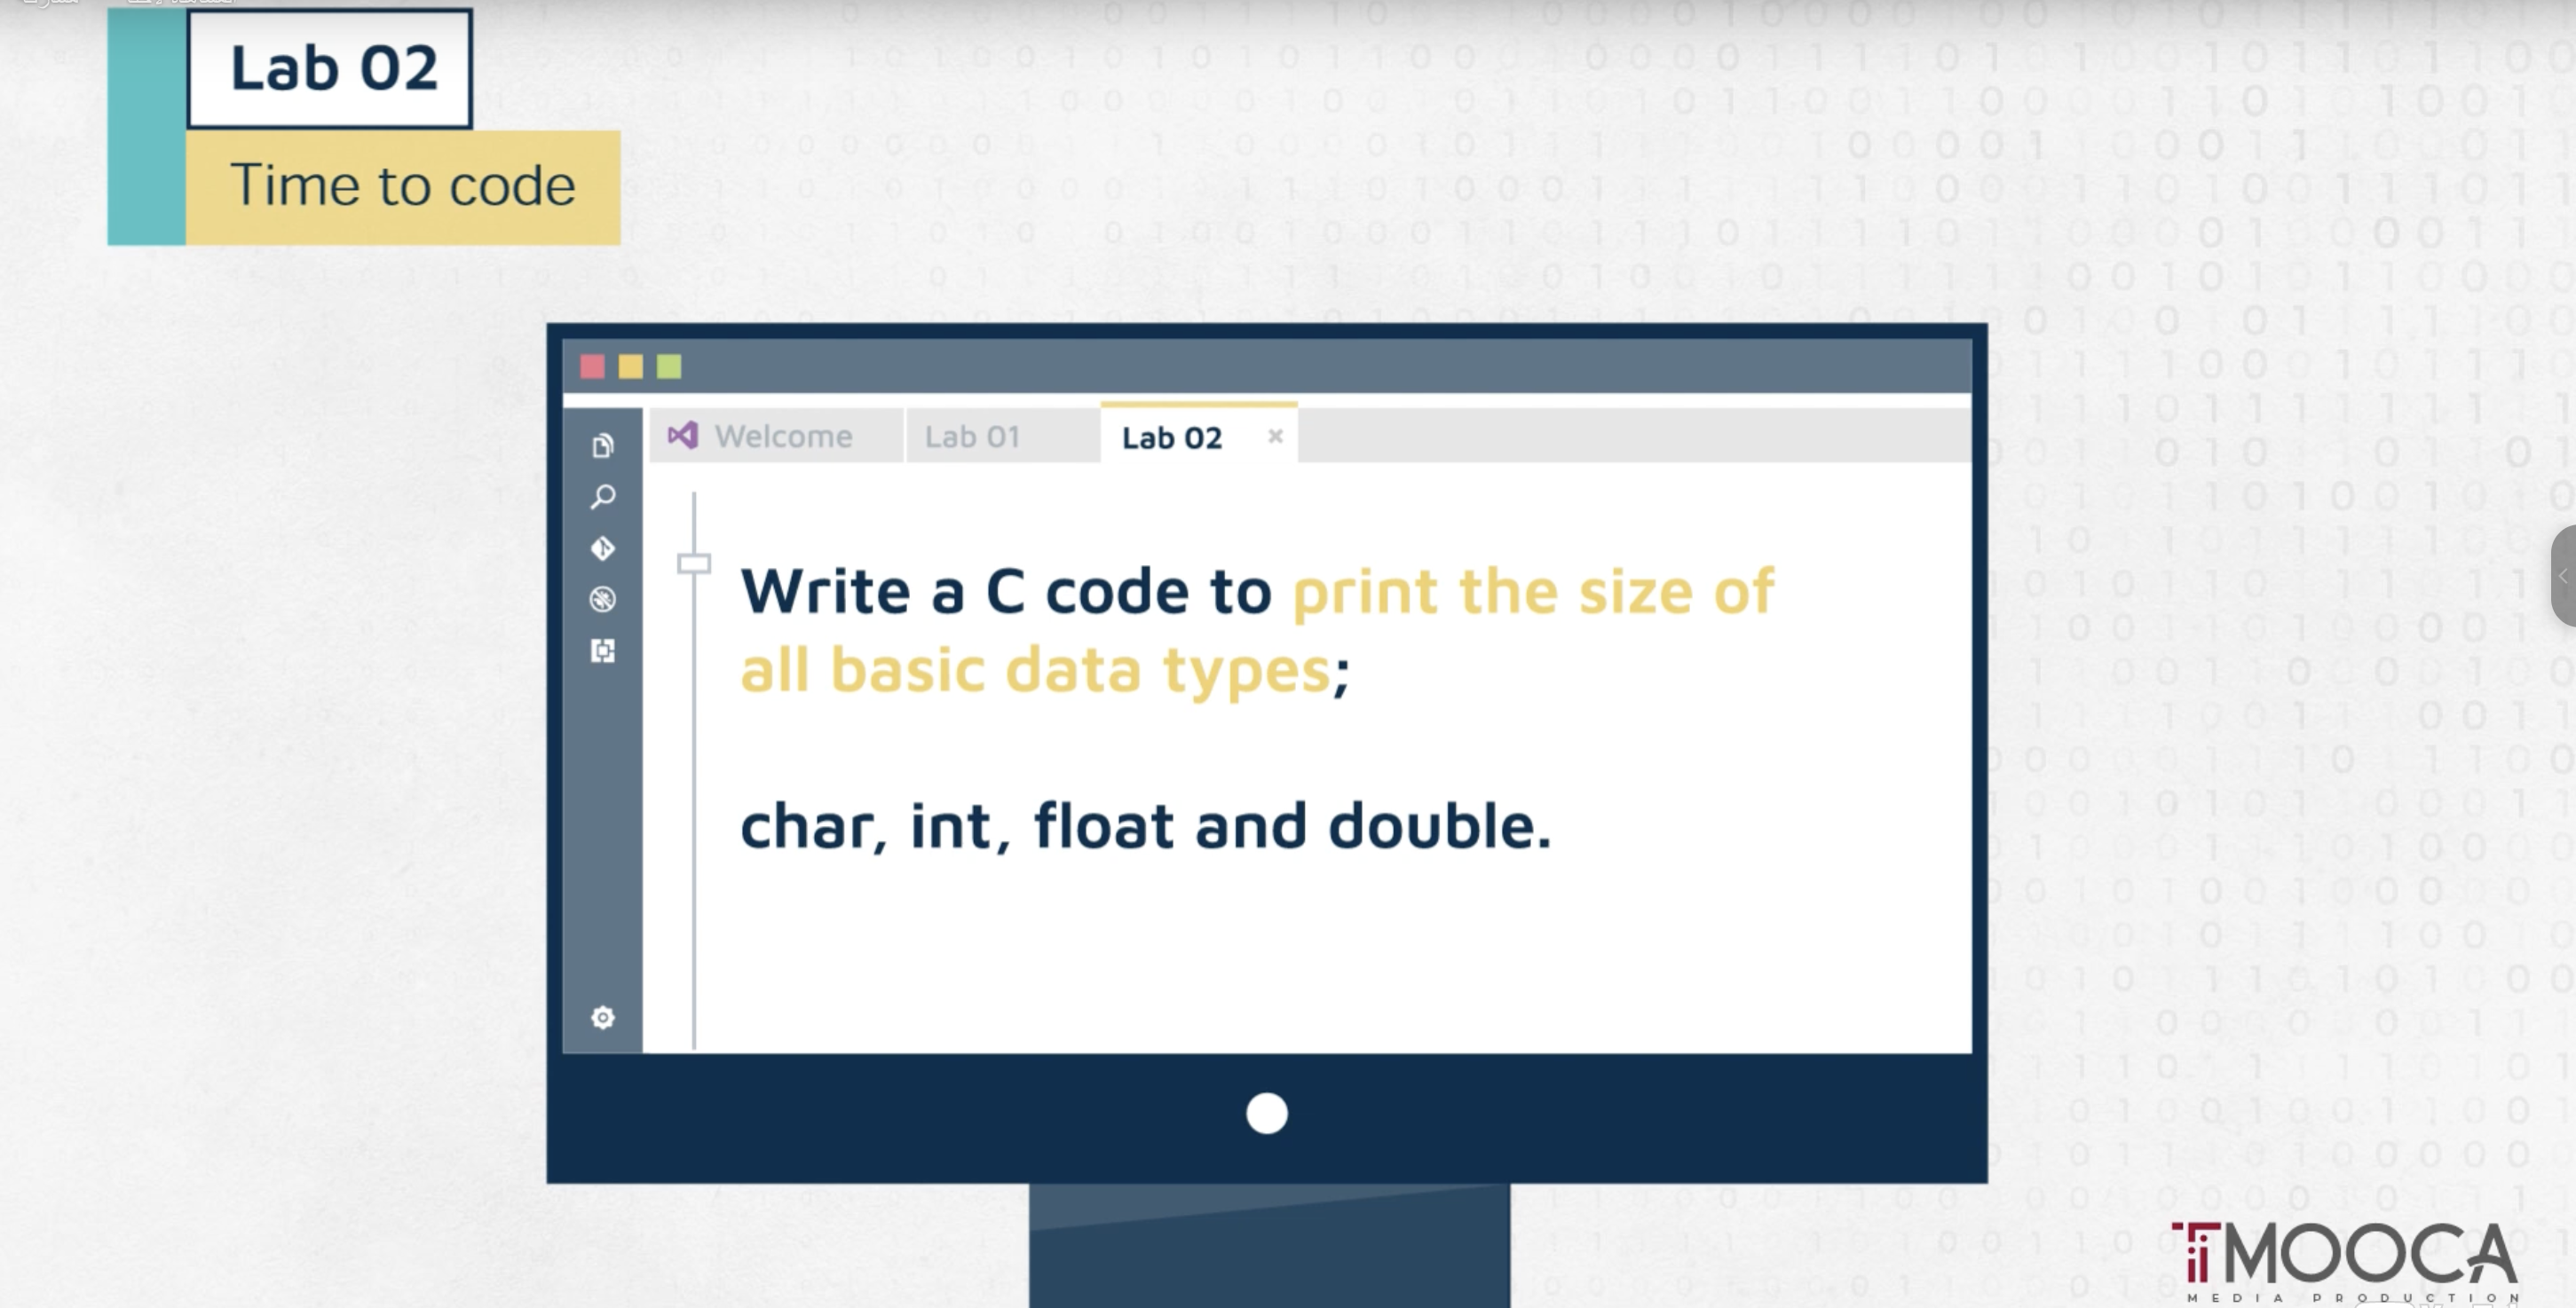 Lab 02
Time to code
Welcome
Lab 01
Lab 02
Write a C code to print the size of
all basic data types;
char, int, float and double.
iTMOOCA
MEDIA PRODUCTION